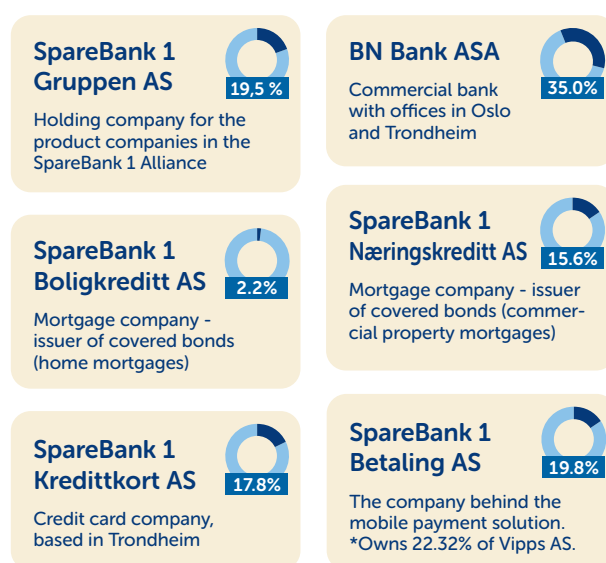 SpareBank 1
Gruppen AS
19,5 %
Holding company for the
product companies in the
SpareBank 1 Alliance
BN Bank ASA
35.0%
Commercial bank
with offices in Oslo
and Trondheim
SpareBank 1
Boligkreditt AS
2.2%
Mortgage company -
issuer of covered bonds
(home mortgages)
SpareBank 1
Næringskreditt AS
15.6%
Mortgage company - issuer
of covered bonds (commer-
cial property mortgages)
SpareBank 1
Kredittkort AS
17.8%
Credit card company,
based in Trondheim
SpareBank 1
Betaling AS
19.8%
The company behind the
mobile payment solution.
*Owns 22.32% of Vipps AS.